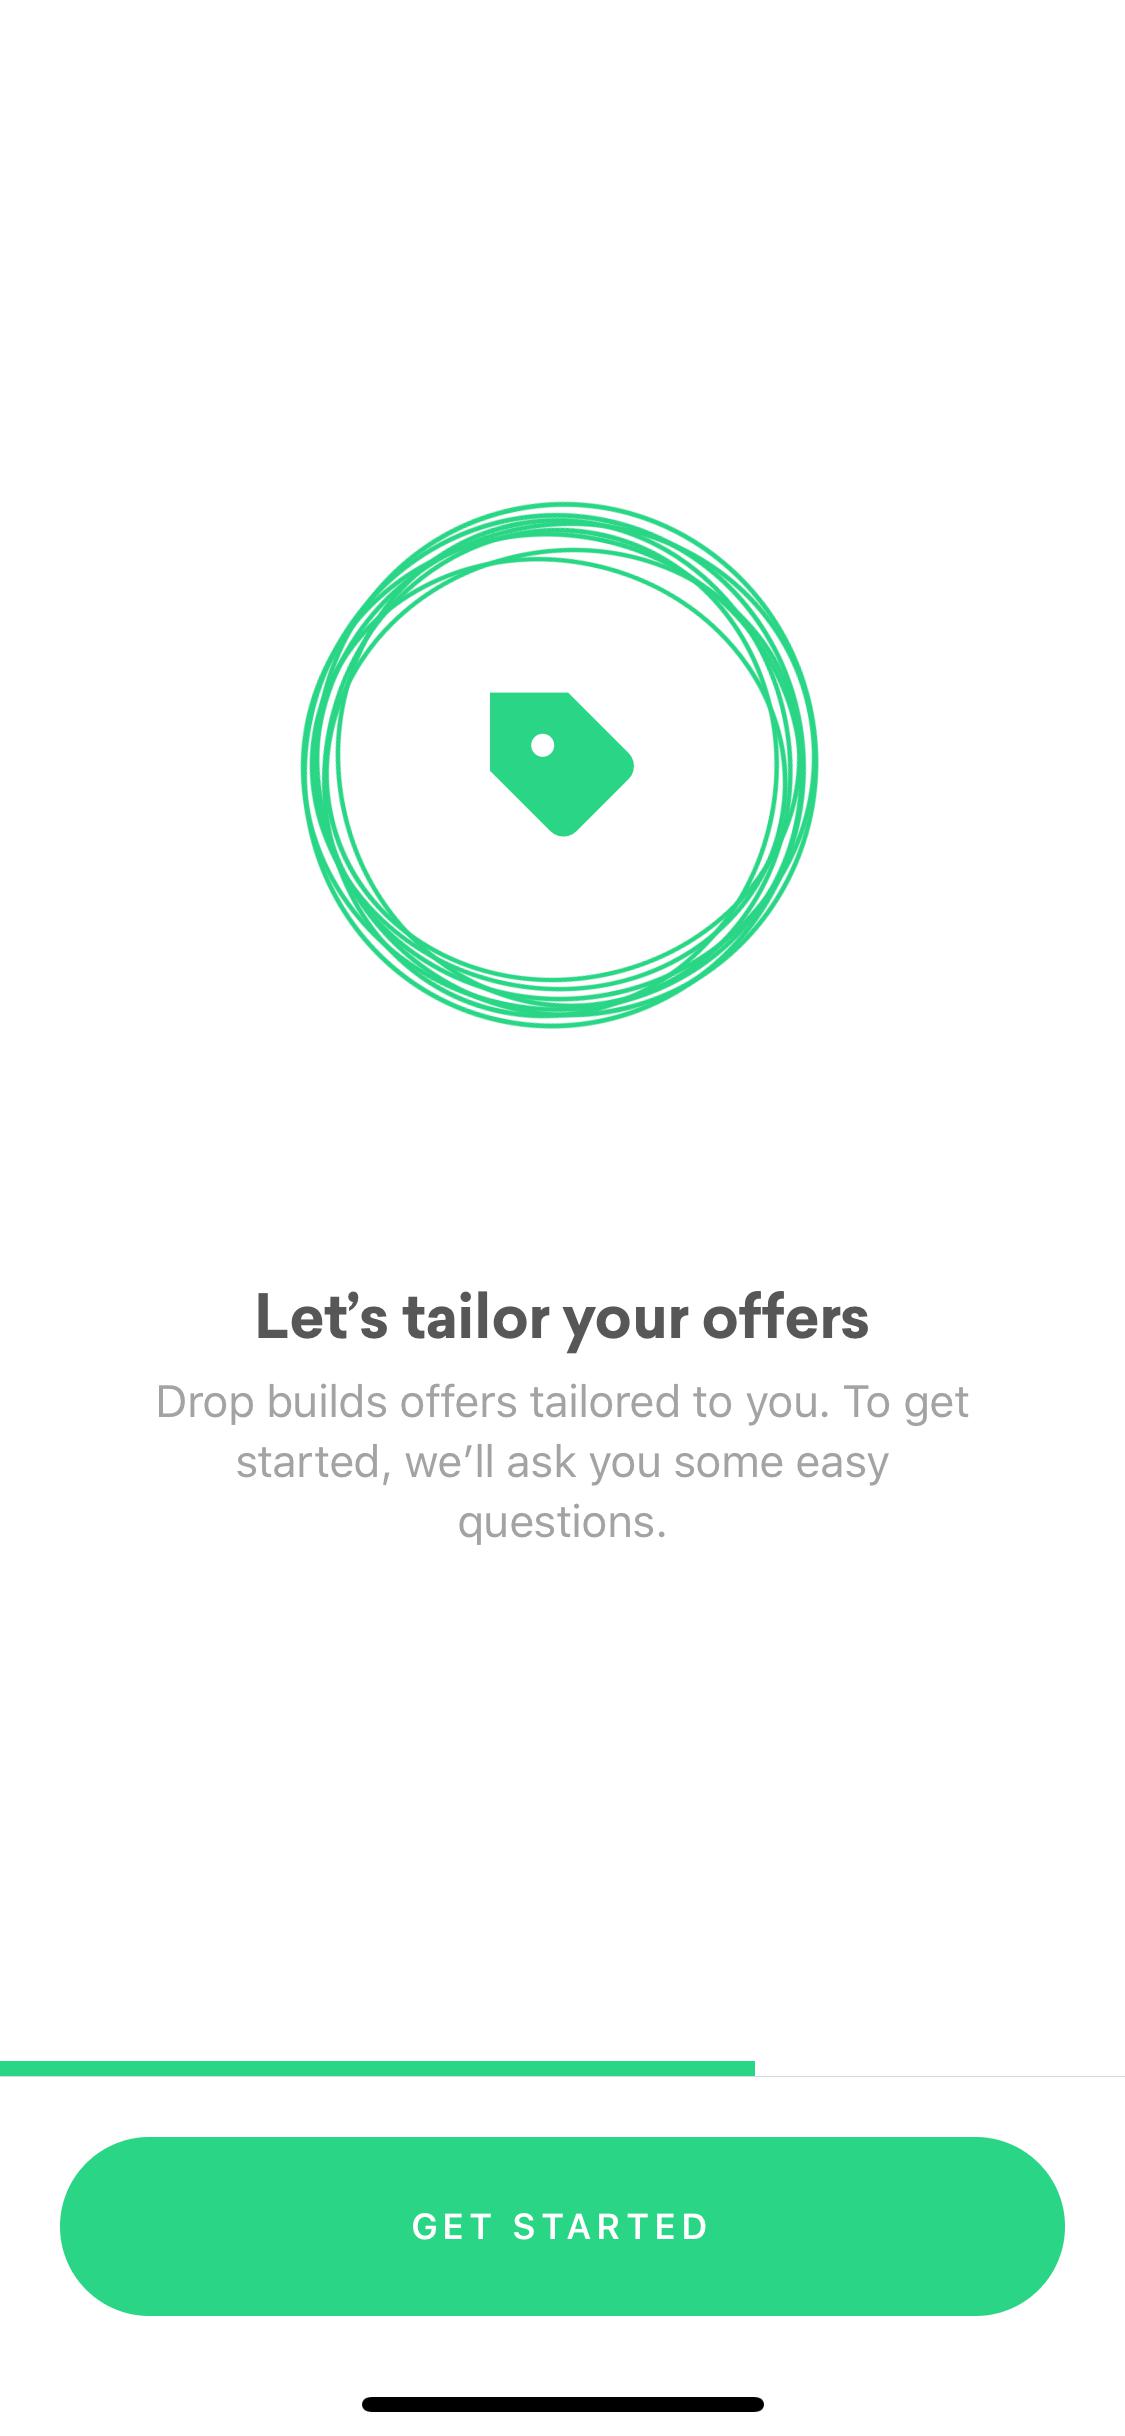 Let’s tailor your offers
Drop builds offers tailored to you. To get
started, we’ll ask you some easy
questions.
GET STARTED